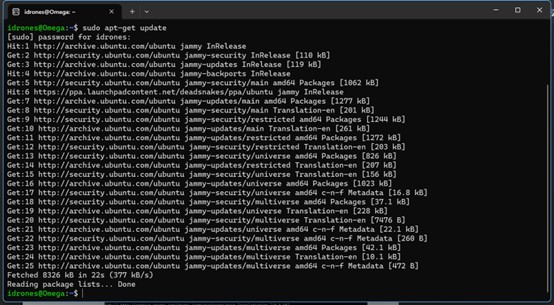 idrones@Omega: ~
idrones@Omega:~$ sudo apt-get update
[sudo] password for idrones:
Hit:1 http://archive.ubuntu.com/ubuntu jammy InRelease
Get:2 http://security.ubuntu.com/ubuntu jammy-security InRelease [110 kB]
Get:3 http://archive.ubuntu.com/ubuntu jammy-updates InRelease [119 kB]
Hit:4 http://archive.ubuntu.com/ubuntu jammy-backports InRelease
Get:5 http://security.ubuntu.com/ubuntu jammy-security/main amd64 Packages [1062 kB]
Hit:6 https://ppa.launchpadcontent.net/deadsnakes/ppa/ubuntu jammy InRelease
Get:7 http://archive.ubuntu.com/ubuntu jammy-updates/main amd64 Packages [1277 kB]
Get:8 http://security.ubuntu.com/ubuntu jammy-security/main Translation-en [201 kB]
Get:9 http://security.ubuntu.com/ubuntu jammy-security/restricted amd64 Packages [1244 kB]
Get:10 http://archive.ubuntu.com/ubuntu jammy-updates/main Translation-en [261 kB]
Get:11 http://archive.ubuntu.com/ubuntu jammy-updates/restricted amd64 Packages [1272 kB]
Get:12 http://security.ubuntu.com/ubuntu jammy-security/restricted Translation-en [203 kB]
Get:13 http://security.ubuntu.com/ubuntu jammy-security/universe amd64 Packages [826 kB]
Get:14 http://archive.ubuntu.com/ubuntu jammy-updates/restricted Translation-en [207 kB]
Get:15 http://security.ubuntu.com/ubuntu jammy-security/universe Translation-en [156 kB]
Get:16 http://archive.ubuntu.com/ubuntu jammy-updates/universe amd64 Packages [1023 kB]
Get:17 http://security.ubuntu.com/ubuntu jammy-security/universe amd64 c-n-f Metadata [16.8 kB]
Get:18 http://security.ubuntu.com/ubuntu jammy-security/multiverse amd64 Packages [37.1 kB]
Get:19 http://archive.ubuntu.com/ubuntu jammy-updates/universe Translation-en [228 kB]
Get:20 http://security.ubuntu.com/ubuntu jammy-security/multiverse Translation-en [7476 B]
Get:21 http://archive.ubuntu.com/ubuntu jammy-updates/universe amd64 c-n-f Metadata [22.1 kB]
Get:22 http://security.ubuntu.com/ubuntu jammy-security/multiverse amd64 c-n-f Metadata [260 B]
Get:23 http://archive.ubuntu.com/ubuntu jammy-updates/multiverse amd64 Packages [42.1 kB]
Get:24 http://archive.ubuntu.com/ubuntu jammy-updates/multiverse Translation-en [10.1 kB]
Get:25 http://archive.ubuntu.com/ubuntu jammy-updates/multiverse amd64 c-n-f Metadata [472 B]
Fetched 8326 kB in 22s (377 kB/s)
Reading package lists... Done
idrones@Omega:~$